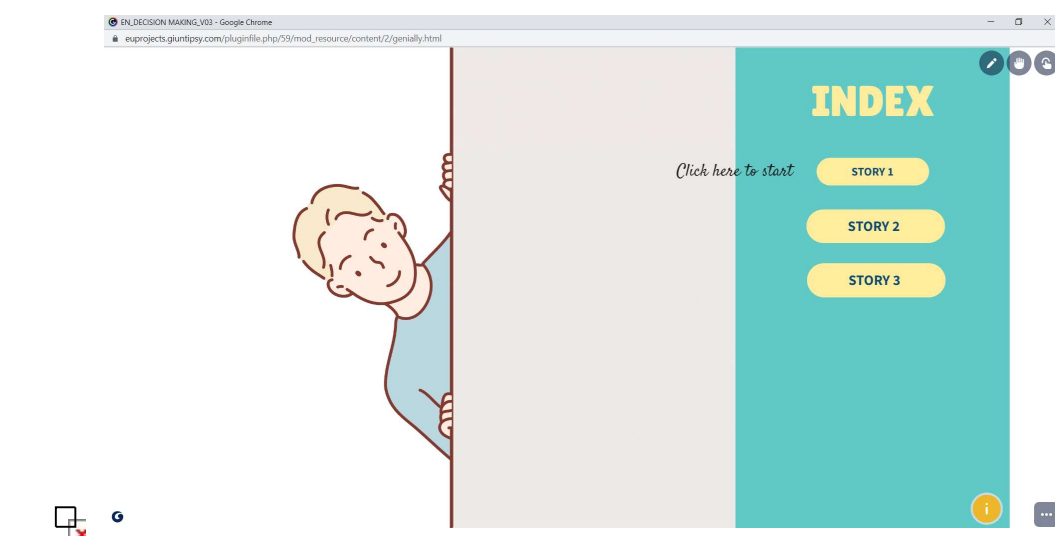 EN_DECISION MAKING_V03 - Google Chrome
euprojects.giuntipsy.com/pluginfile.php/59/mod_resource/content/2/genially.html
INDEX
Click here to start
STORY 1
STORY 2
STORY 3
i